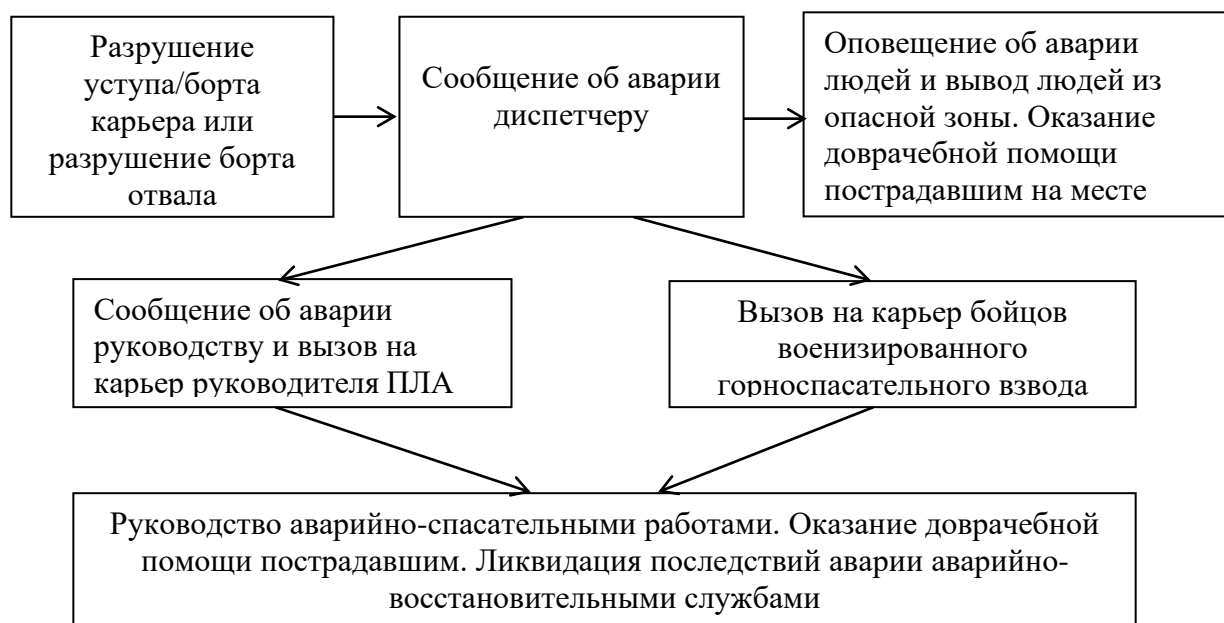 Разрушение
уступа/борта
карьера или
разрушение борта
отвала
Сообщение об аварии
диспетчеру
Оповещение об аварии
людей и вывод людей из
опасной зоны. Оказание
доврачебной помощи
пострадавшим на месте
Сообщение об аварии
руководству и вызов на
карьер руководителя ПЛА
Вызов на карьер бойцов
военизированного
горноспасательного взвода
Руководство аварийно-спасательными работами. Оказание доврачебной
помощи пострадавшим. Ликвидация последствий аварии аварийно-
восстановительными службами